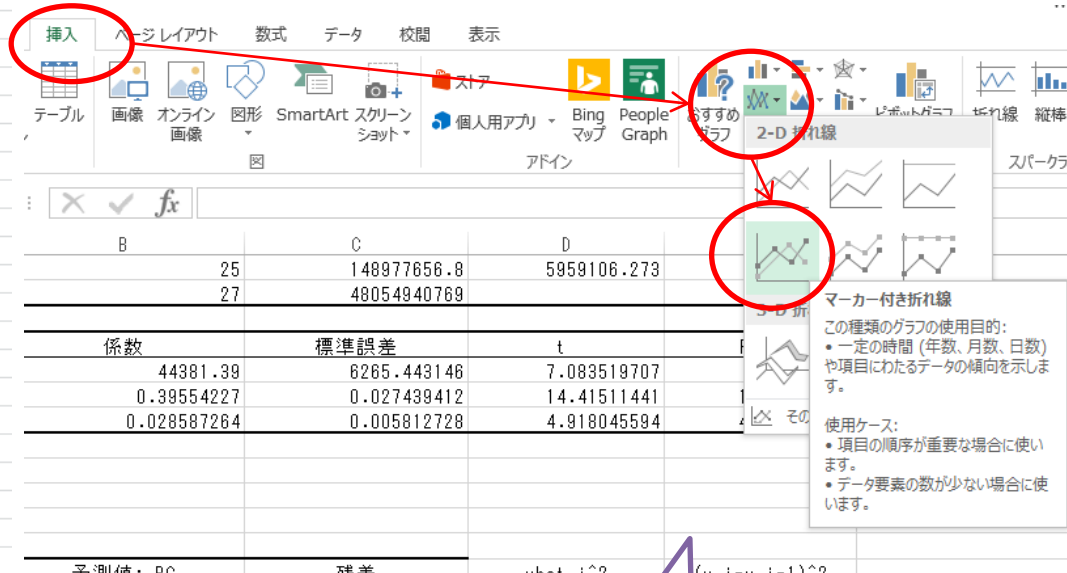 挿入 ページ レイアウト 数式 データ 校閲 表示
ストア
テーブル 画像 オンライン 画像 図形 SmartArt スクリーン ショット 個人用アプリ Bing マップ People Graph おすすめ グラフ ピボットグラフ 折れ線 縦棒
図 アドイン スパークラ
2-D 折れ線
fx
B C D
25 148977656.8 5959106.273
27 48054940769
3-D 折
係数 標準誤差 t
44381.39 6265.443146 7.083519707
0.39554227 0.027439412 14.41511441
0.028587264 0.005812728 4.918045594
その
マーカー付き折れ線
この種類のグラフの使用目的:
• 一定の時間 (年数、月数、日数)
や項目にわたるデータの傾向を示しま
す。
使用ケース:
• 項目の順序が重要な場合に使い
ます。
• データ要素の数が少ない場合に使
います。
予測値: PC 残差